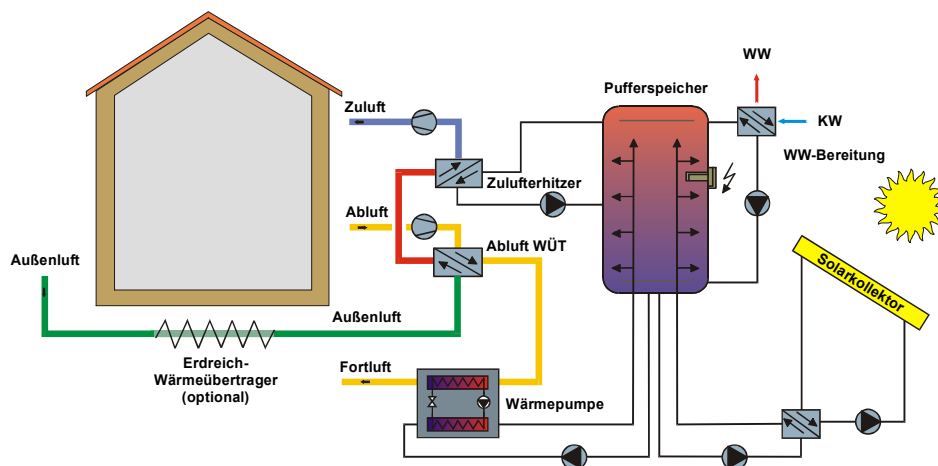 WW
Pufferspeicher
Zuluft
KW
WW-Bereitung
Zulufterhitzer
Abluft
Abluft WÜT
Außenluft
Solarkollektor
Außenluft
Erdreich-
Wärmeübertrager
(optional)
Fortluft
Wärmepumpe